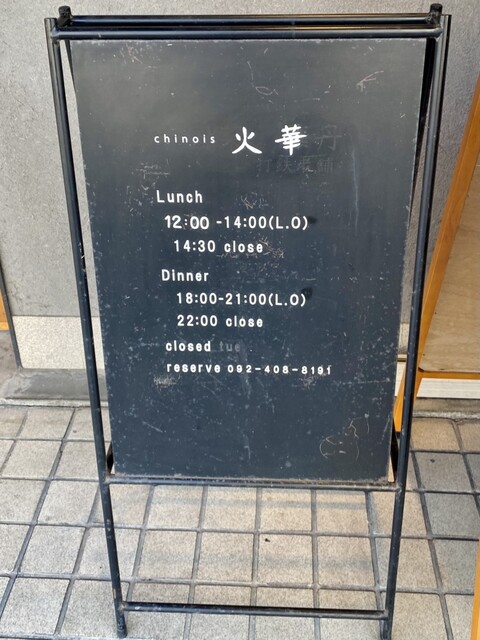 chinois 火華
Lunch
12:00 -14:00(L.O)
14:30 close
Dinner
18:00-21:00(L.O)
22:00 close
closed tue
reserve 092-408-8191